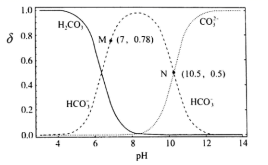 1.0
0.8
0.6
0.4
0.2
0.0
δ
H₂CO₃
CO₃²⁻
M (7, 0.78)
N (10.5, 0.5)
HCO₃⁻
HCO₃⁻
4 6 8 10 12 14
pH